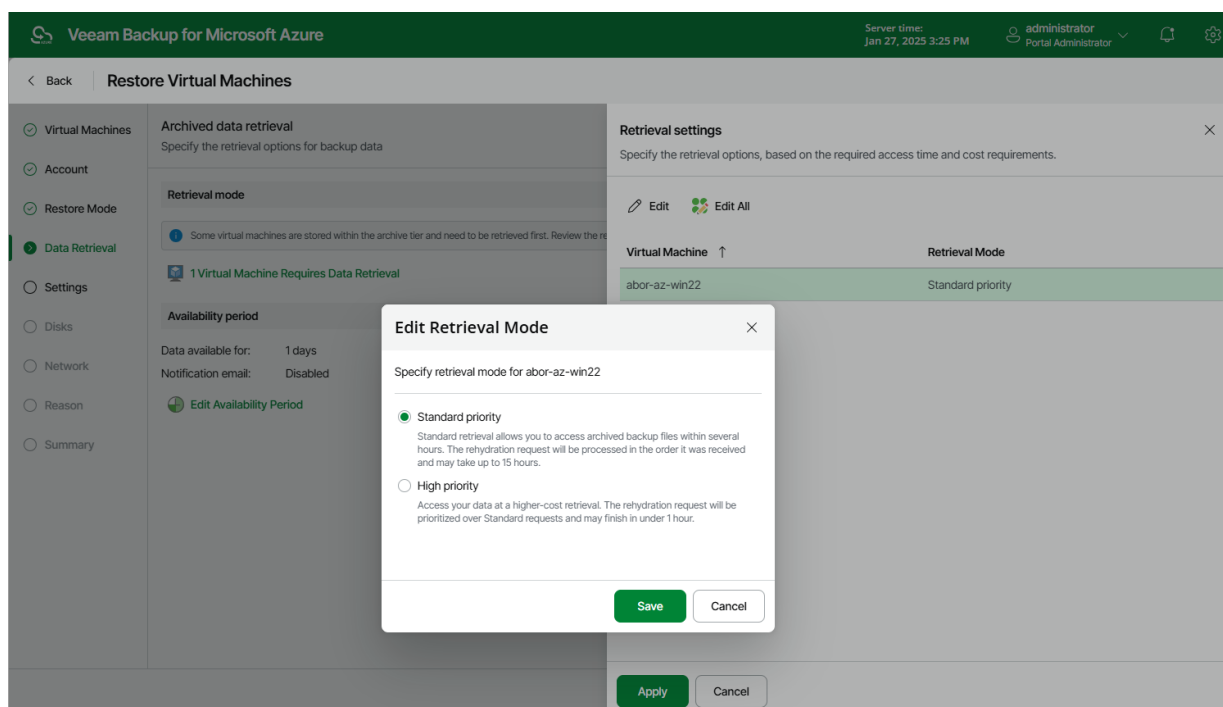 Veeam Backup for Microsoft Azure
Server time:
Jan 27, 2025 3:25 PM
administrator
Portal Administrator
Back
Restore Virtual Machines
Virtual Machines
Account
Restore Mode
Data Retrieval
Settings
Disks
Network
Reason
Summary
Archived data retrieval
Specify the retrieval options for backup data
Retrieval mode
Some virtual machines are stored within the archive tier and need to be retrieved first. Review the re
1 Virtual Machine Requires Data Retrieval
Availability period
Data available for: 1 days
Notification email: Disabled
Edit Availability Period
Retrieval settings
Specify the retrieval options, based on the required access time and cost requirements.
Edit
Edit All
Virtual Machine ↑ Retrieval Mode
abor-az-win22 Standard priority
Edit Retrieval Mode
Specify retrieval mode for abor-az-win22
Standard priority
Standard retrieval allows you to access archived backup files within several
hours. The rehydration request will be processed in the order it was received
and may take up to 15 hours.
High priority
Access your data at a higher-cost retrieval. The rehydration request will be
prioritized over Standard requests and may finish in under 1 hour.
Save
Cancel
Apply
Cancel